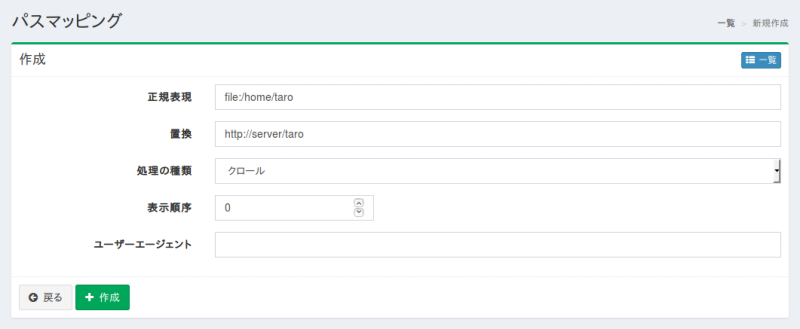 パスマッピング
一覧 » 新規作成
作成
一覧
正規表現 file:/home/taro
置換 http://server/taro
処理の種類 クロール
表示順序 0
ユーザーエージェント
戻る 作成